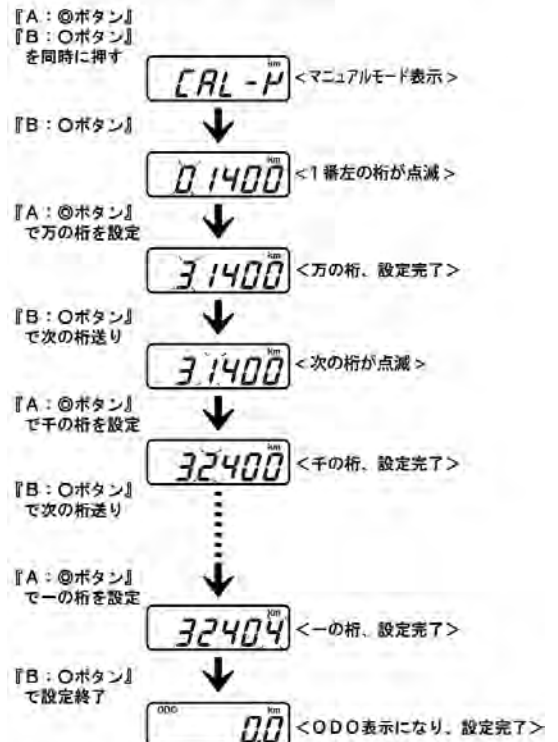 『A：◎ボタン』
『B：〇ボタン』
を同時に押す
km
CAL-M
<マニュアルモード表示>
『B：〇ボタン』
km
01400
<1番左の桁が点滅>
『A：◎ボタン』
で万の桁を設定
km
31400
<万の桁、設定完了>
『B：〇ボタン』
で次の桁送り
km
31400
<次の桁が点滅>
『A：◎ボタン』
で千の桁を設定
km
32400
<千の桁、設定完了>
『B：〇ボタン』
で次の桁送り
『A：◎ボタン』
で一の桁を設定
km
32404
<一の桁、設定完了>
『B：〇ボタン』
で設定終了
ODO km
0.0
<ODO表示になり、設定完了>